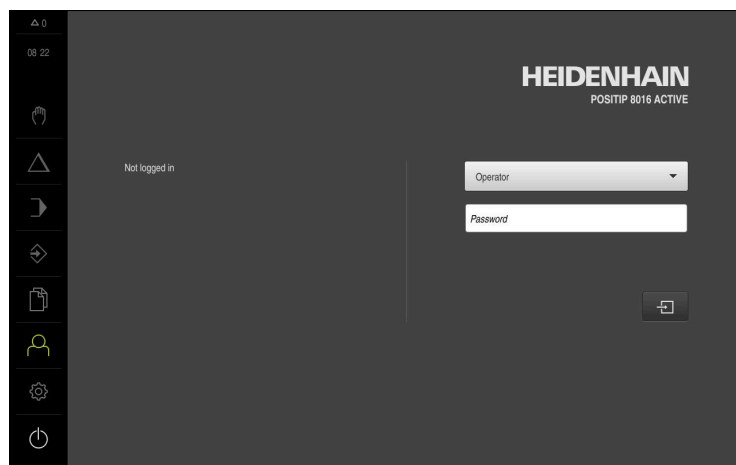 0
08 22
HEIDENHAIN
POSITIP 8016 ACTIVE
Not logged in
Operator
Password